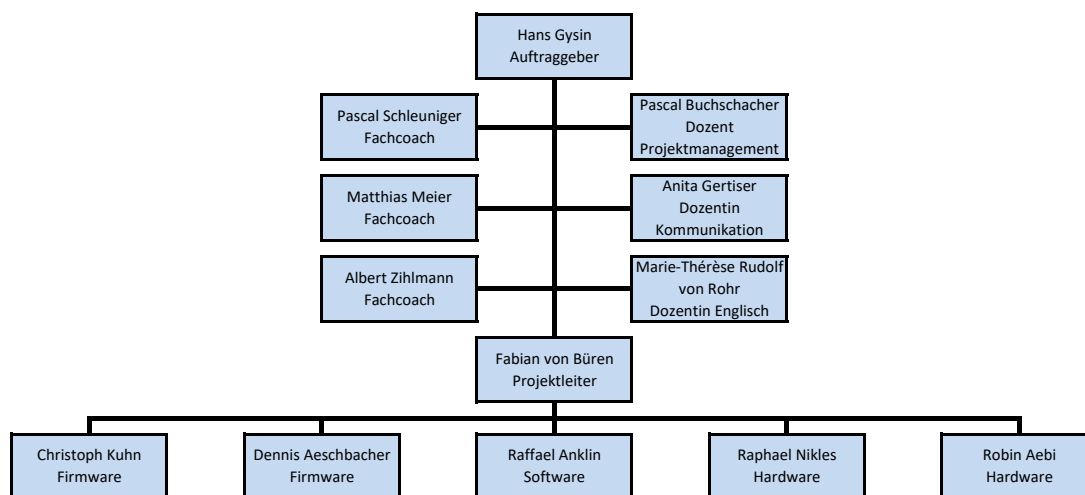 Hans Gysin
Auftraggeber
Pascal Schleuniger
Fachcoach
Pascal Buchschacher
Dozent
Projektmanagement
Matthias Meier
Fachcoach
Anita Gertiser
Dozentin
Kommunikation
Albert Zihlmann
Fachcoach
Marie-Thérèse Rudolf
von Rohr
Dozentin Englisch
Fabian von Büren
Projektleiter
Christoph Kuhn
Firmware
Dennis Aeschbacher
Firmware
Raffael Anklin
Software
Raphael Nikles
Hardware
Robin Aebi
Hardware